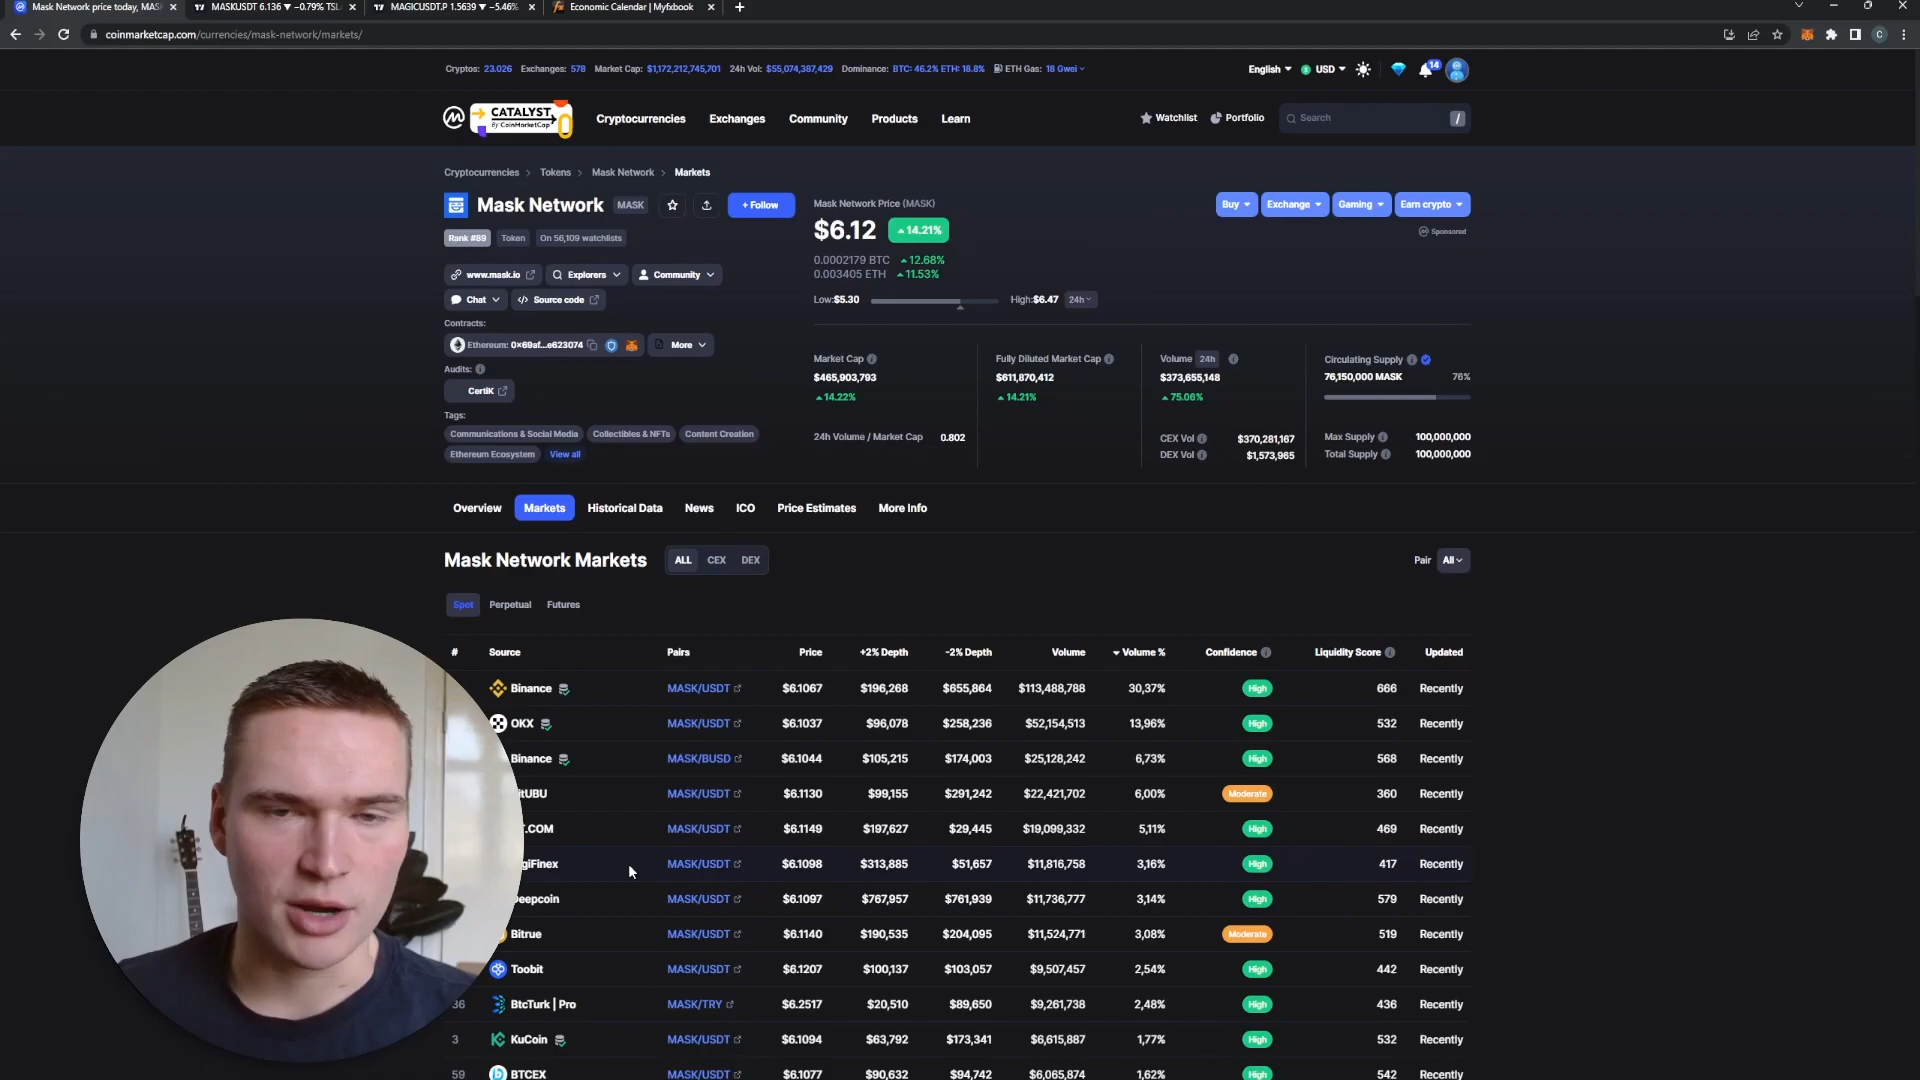 Mask Network price today, MAS
MASKUSDT 6.136 ▼ −0.79% TSL
MAGICUSDT.P 1.5639 ▼ −5.46%
Economic Calendar | Myfxbook
coinmarketcap.com/currencies/mask-network/markets/
Cryptos: 23.026 Exchanges: 578 Market Cap: $1,172,212,745,701 24h Vol: $55,074,387,429 Dominance: BTC: 46.2% ETH: 18.8% ETH Gas: 18 Gwei
English USD 14
CATALYST
By CoinMarketCap
Cryptocurrencies Exchanges Community Products Learn
Watchlist Portfolio Search /
Cryptocurrencies > Tokens > Mask Network > Markets
Mask Network MASK + Follow
Rank #89 Token On 56,109 watchlists
www.mask.io Explorers Community
Chat Source code
Contracts:
Ethereum: 0x69af...e623074 More
Audits:
CertiK
Tags:
Communications & Social Media Collectibles & NFTs Content Creation
Ethereum Ecosystem View all
Mask Network Price (MASK)
$6.12 14.21%
0.0002179 BTC 12.68%
0.003405 ETH 11.53%
Low:$5.30 High:$6.47 24h
Buy Exchange Gaming Earn crypto
Sponsored
Market Cap
$465,903,793
14.22%
24h Volume / Market Cap 0.802
Fully Diluted Market Cap
$611,870,412
14.21%
Volume 24h
$373,655,148
75.06%
CEX Vol $370,281,167
DEX Vol $1,573,965
Circulating Supply
76,150,000 MASK 76%
Max Supply 100,000,000
Total Supply 100,000,000
Overview Markets Historical Data News ICO Price Estimates More Info
Mask Network Markets ALL CEX DEX Pair All
Spot Perpetual Futures
# Source Pairs Price +2% Depth -2% Depth Volume Volume % Confidence Liquidity Score Updated
Binance MASK/USDT $6.1067 $196,268 $655,864 $113,488,788 30,37% High 666 Recently
OKX MASK/USDT $6.1037 $96,078 $258,236 $52,154,513 13,96% High 532 Recently
Binance MASK/BUSD $6.1044 $105,215 $174,003 $25,128,242 6,73% High 568 Recently
itUBU MASK/USDT $6.1130 $99,155 $291,242 $22,421,702 6,00% Moderate 360 Recently
T.COM MASK/USDT $6.1149 $197,627 $29,445 $19,099,332 5,11% High 469 Recently
giFinex MASK/USDT $6.1098 $313,885 $51,657 $11,816,758 3,16% High 417 Recently
Deepcoin MASK/USDT $6.1097 $767,957 $761,939 $11,736,777 3,14% High 579 Recently
Bitrue MASK/USDT $6.1140 $190,535 $204,095 $11,524,771 3,08% Moderate 519 Recently
Toobit MASK/USDT $6.1207 $100,137 $103,057 $9,507,457 2,54% High 442 Recently
36 BtcTurk | Pro MASK/TRY $6.2517 $20,510 $89,650 $9,261,738 2,48% High 436 Recently
3 KuCoin MASK/USDT $6.1094 $63,792 $173,341 $6,615,887 1,77% High 532 Recently
59 BTCEX MASK/USDT $6.1077 $90,632 $94,742 $6,065,874 1,62% High 542 Recently